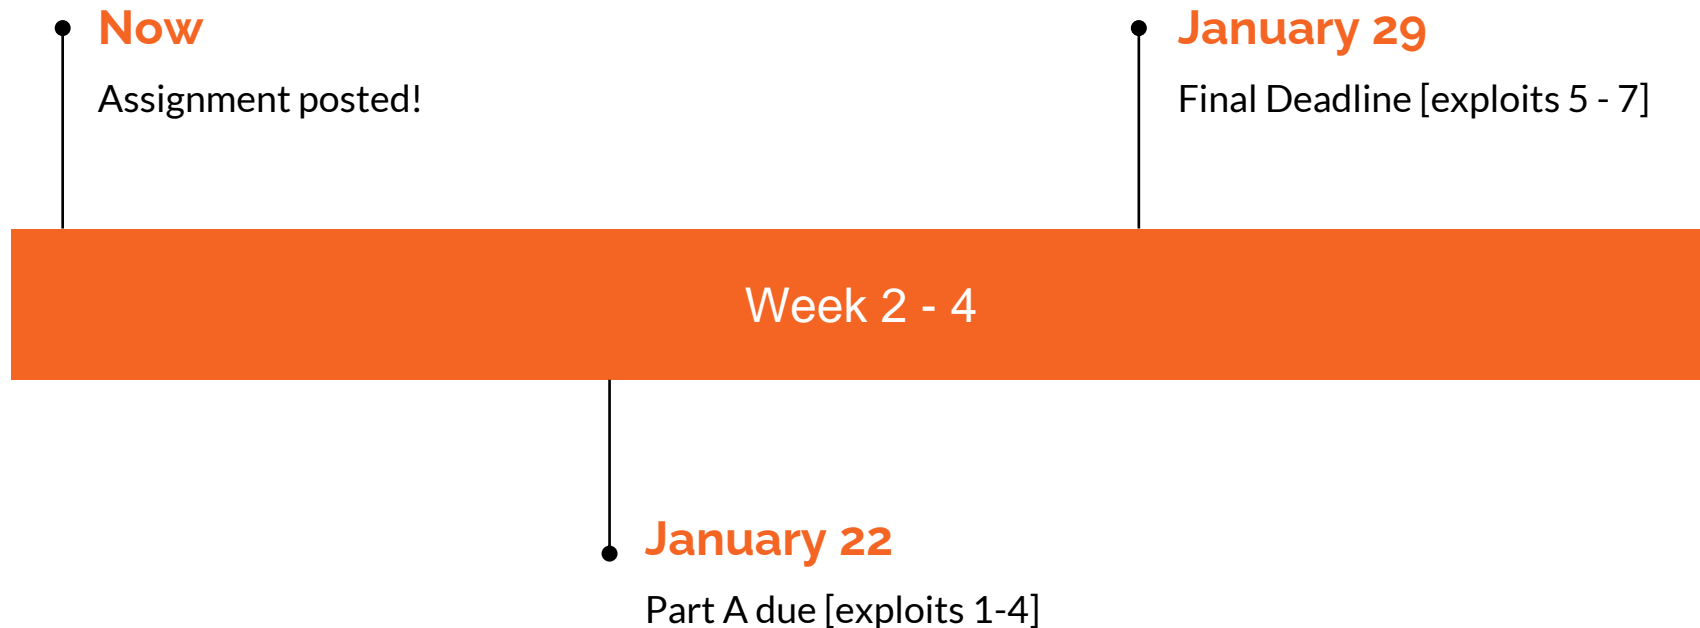 Now
Assignment posted!
January 29
Final Deadline [exploits 5 - 7]
Week 2 - 4
January 22
Part A due [exploits 1-4]